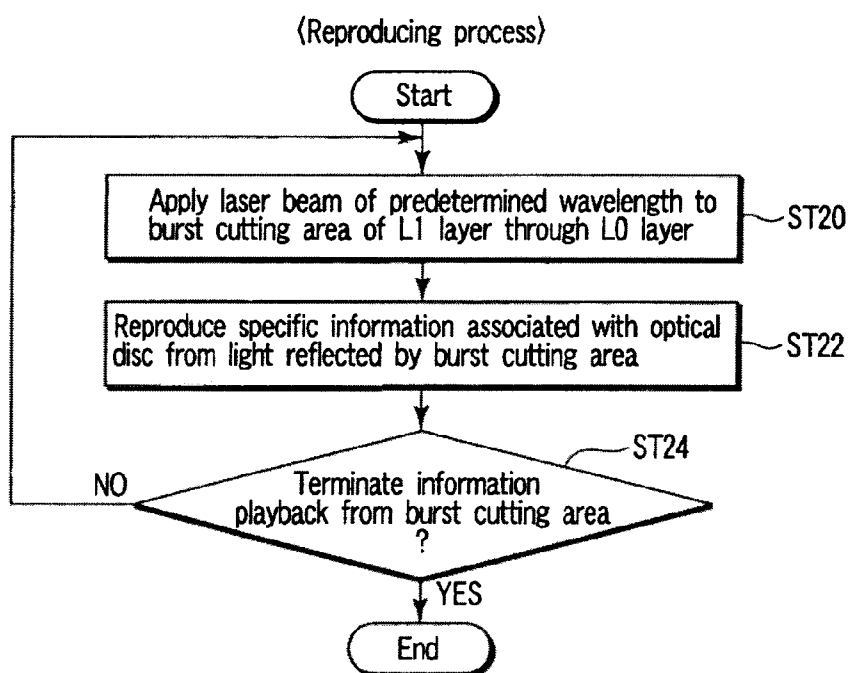 ⟨Reproducing process⟩
Start
Apply laser beam of predetermined wavelength to
burst cutting area of L1 layer through L0 layer
ST20
Reproduce specific information associated with optical
disc from light reflected by burst cutting area
ST22
ST24
NO
Terminate information
playback from burst cutting area
?
YES
End